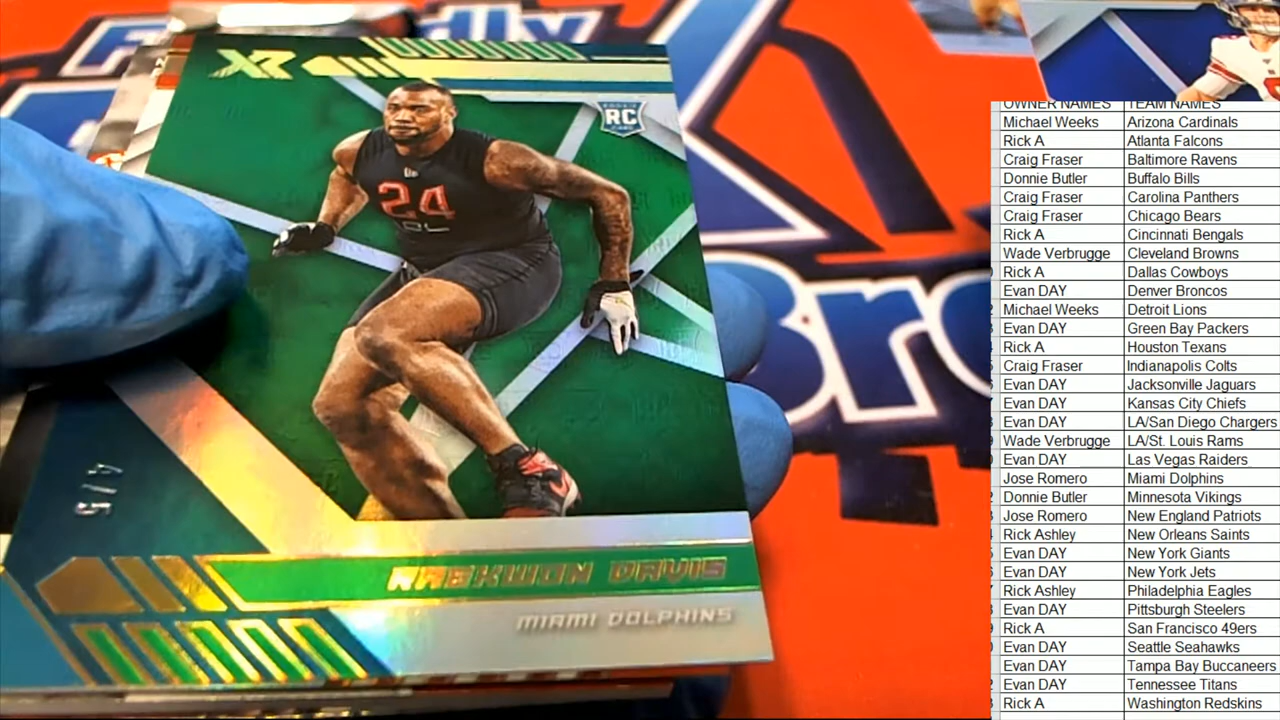 XR
ROOKIE
RC
CARD
24
RAEKWON DAVIS
MIAMI DOLPHINS
4/5
OWNER NAMES TEAM NAMES
Michael Weeks Arizona Cardinals
Rick A Atlanta Falcons
Craig Fraser Baltimore Ravens
Donnie Butler Buffalo Bills
Craig Fraser Carolina Panthers
Craig Fraser Chicago Bears
Rick A Cincinnati Bengals
Wade Verbrugge Cleveland Browns
Rick A Dallas Cowboys
Evan DAY Denver Broncos
Michael Weeks Detroit Lions
Evan DAY Green Bay Packers
Rick A Houston Texans
Craig Fraser Indianapolis Colts
Evan DAY Jacksonville Jaguars
Evan DAY Kansas City Chiefs
Evan DAY LA/San Diego Chargers
Wade Verbrugge LA/St. Louis Rams
Evan DAY Las Vegas Raiders
Jose Romero Miami Dolphins
Donnie Butler Minnesota Vikings
Jose Romero New England Patriots
Rick Ashley New Orleans Saints
Evan DAY New York Giants
Evan DAY New York Jets
Rick Ashley Philadelphia Eagles
Evan DAY Pittsburgh Steelers
Rick A San Francisco 49ers
Evan DAY Seattle Seahawks
Evan DAY Tampa Bay Buccaneers
Evan DAY Tennessee Titans
Rick A Washington Redskins